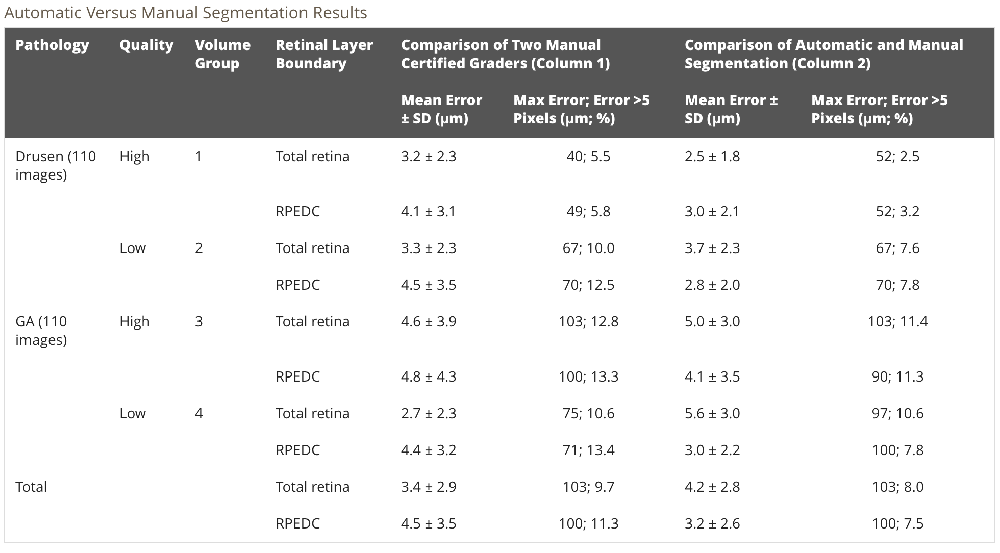 Automatic Versus Manual Segmentation Results
Pathology Quality Volume Group Retinal Layer Boundary Comparison of Two Manual Certified Graders (Column 1) Comparison of Automatic and Manual Segmentation (Column 2)
Mean Error ± SD (μm) Max Error; Error >5 Pixels (μm; %) Mean Error ± SD (μm) Max Error; Error >5 Pixels (μm; %)
Drusen (110 images) High 1 Total retina 3.2 ± 2.3 40; 5.5 2.5 ± 1.8 52; 2.5
RPEDC 4.1 ± 3.1 49; 5.8 3.0 ± 2.1 52; 3.2
Low 2 Total retina 3.3 ± 2.3 67; 10.0 3.7 ± 2.3 67; 7.6
RPEDC 4.5 ± 3.5 70; 12.5 2.8 ± 2.0 70; 7.8
GA (110 images) High 3 Total retina 4.6 ± 3.9 103; 12.8 5.0 ± 3.0 103; 11.4
RPEDC 4.8 ± 4.3 100; 13.3 4.1 ± 3.5 90; 11.3
Low 4 Total retina 2.7 ± 2.3 75; 10.6 5.6 ± 3.0 97; 10.6
RPEDC 4.4 ± 3.2 71; 13.4 3.0 ± 2.2 100; 7.8
Total Total retina 3.4 ± 2.9 103; 9.7 4.2 ± 2.8 103; 8.0
RPEDC 4.5 ± 3.5 100; 11.3 3.2 ± 2.6 100; 7.5